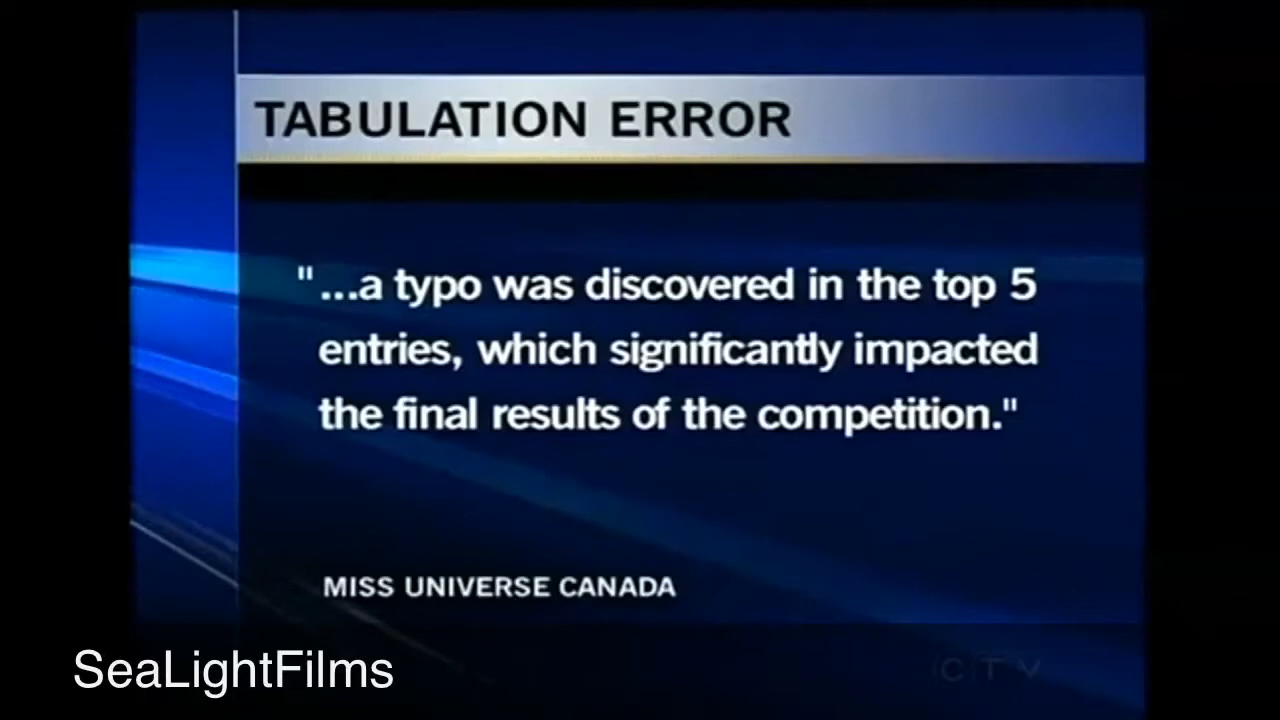 TABULATION ERROR
"...a typo was discovered in the top 5
entries, which significantly impacted
the final results of the competition."
MISS UNIVERSE CANADA
SeaLightFilms
CTV